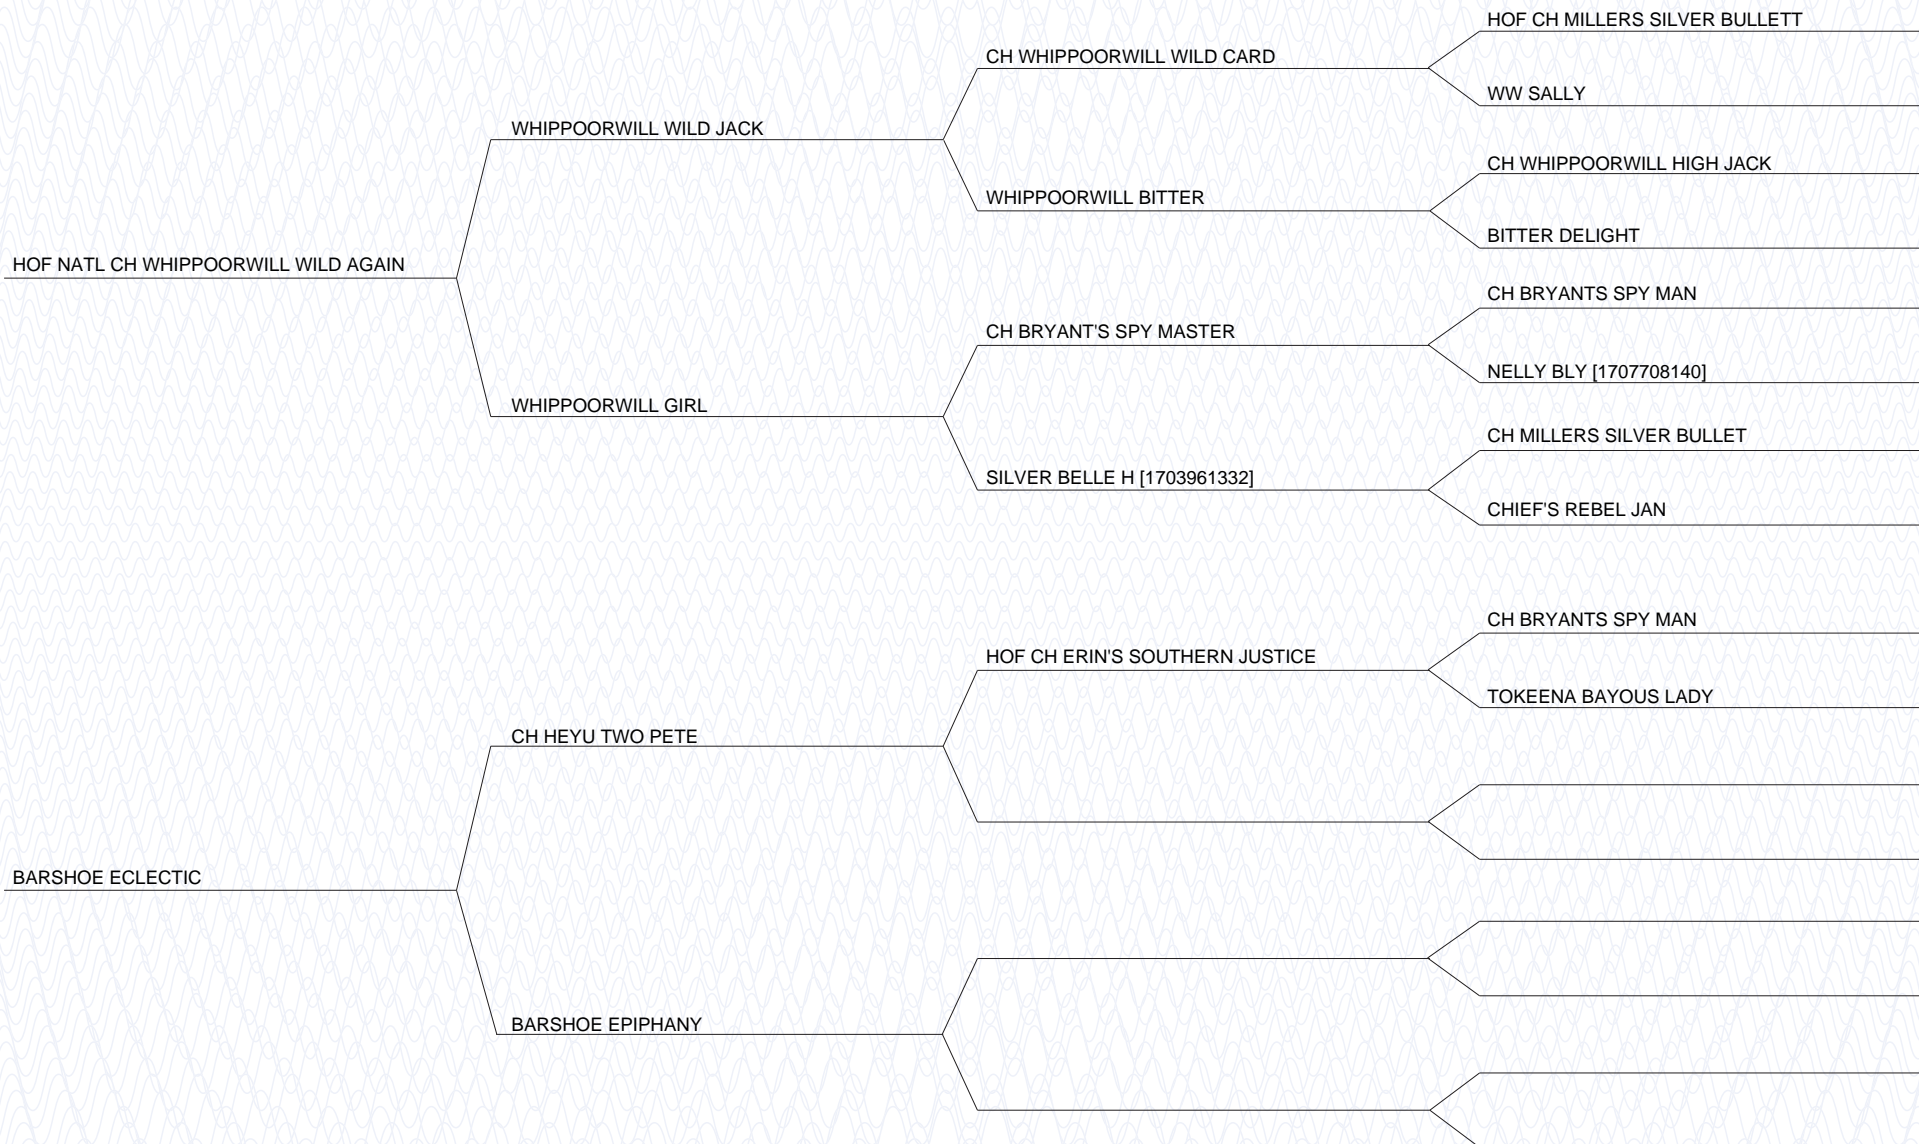 HOF CH MILLERS SILVER BULLETT
CH WHIPPOORWILL WILD CARD
WW SALLY
WHIPPOORWILL WILD JACK
CH WHIPPOORWILL HIGH JACK
WHIPPOORWILL BITTER
BITTER DELIGHT
HOF NATL CH WHIPPOORWILL WILD AGAIN
CH BRYANTS SPY MAN
CH BRYANT'S SPY MASTER
NELLY BLY [1707708140]
WHIPPOORWILL GIRL
CH MILLERS SILVER BULLET
SILVER BELLE H [1703961332]
CHIEF'S REBEL JAN
CH BRYANTS SPY MAN
HOF CH ERIN'S SOUTHERN JUSTICE
TOKEENA BAYOUS LADY
CH HEYU TWO PETE
BARSHOE ECLECTIC
BARSHOE EPIPHANY